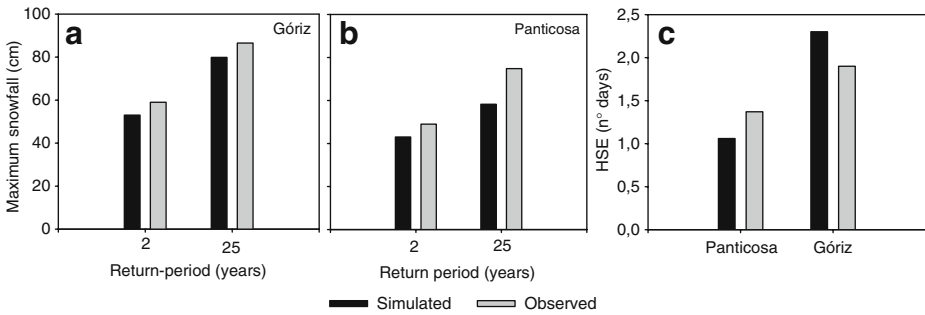 a
Góriz
Maximum snowfall (cm)
100
80
60
40
20
0
2
25
Return-period (years)
b
Panticosa
2
25
Return period (years)
c
HSE (n° days)
2,5
2,0
1,5
1,0
0,5
0,0
Panticosa
Góriz
Simulated
Observed